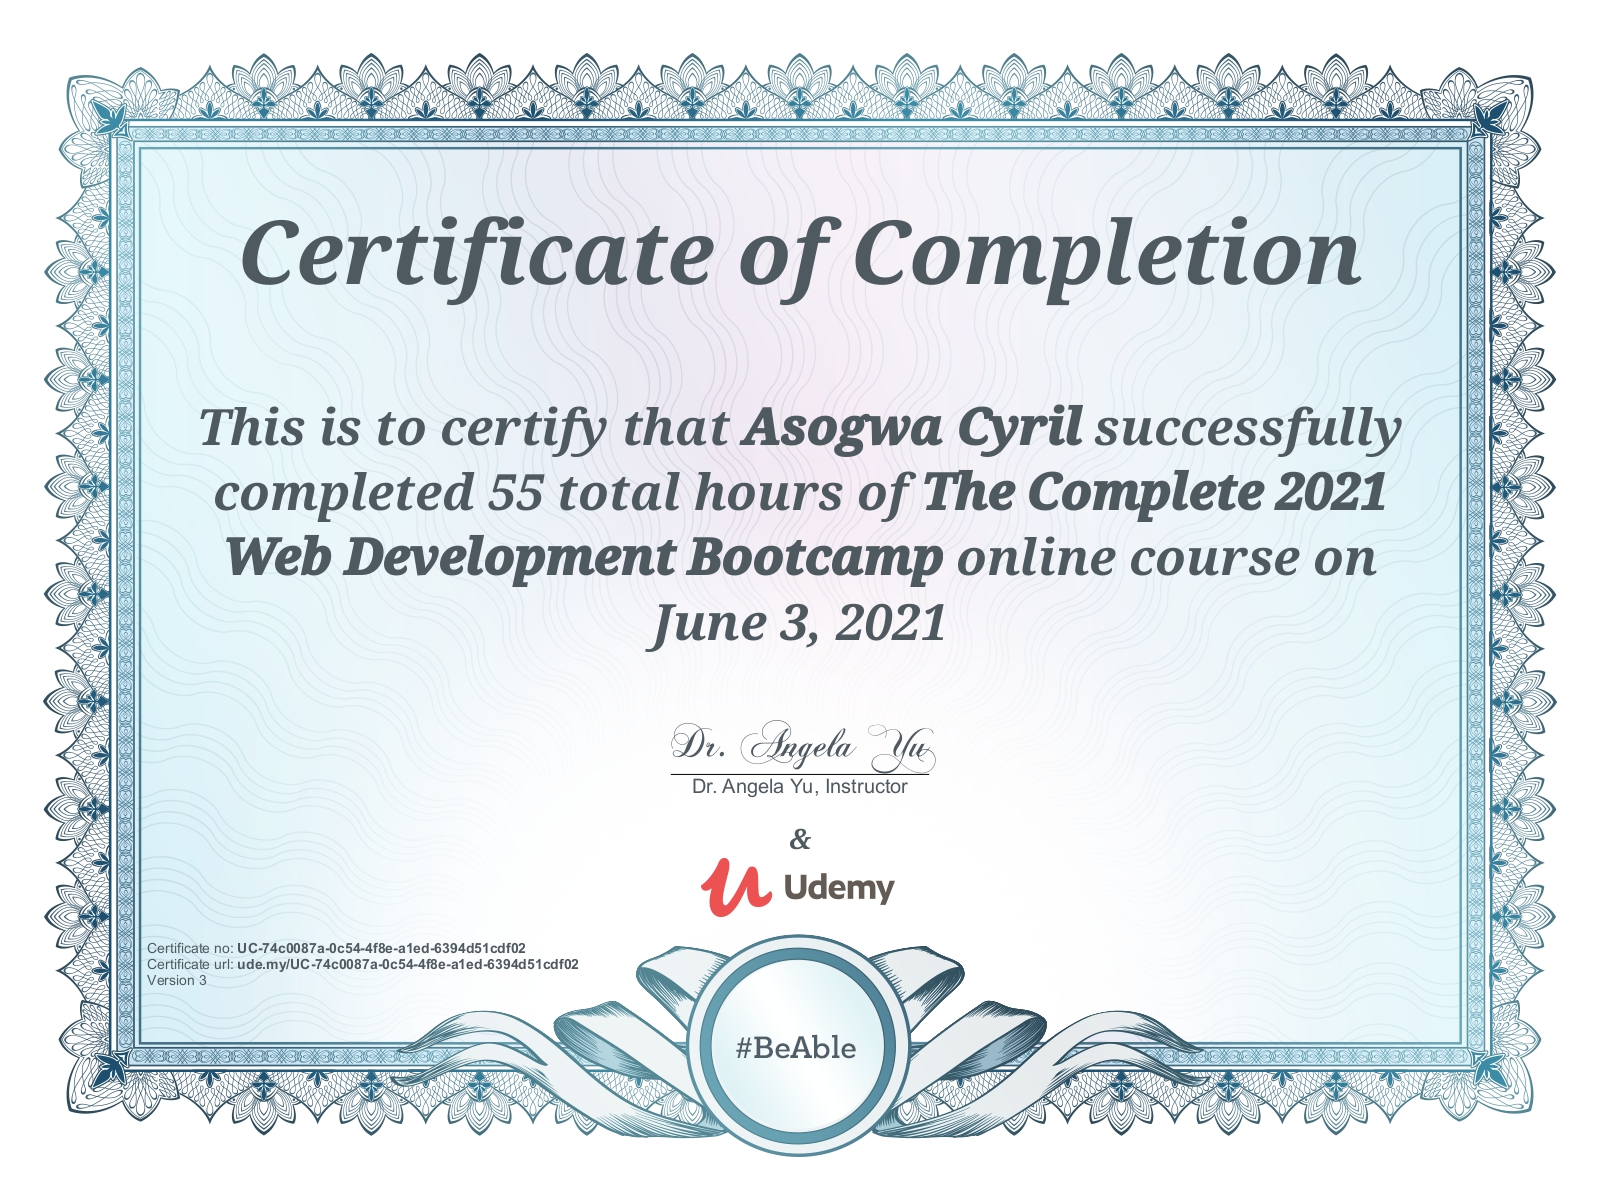 Certificate of Completion
This is to certify that Asogwa Cyril successfully
completed 55 total hours of The Complete 2021
Web Development Bootcamp online course on
June 3, 2021
Dr. Angela Yu
Dr. Angela Yu, Instructor
&
Udemy
Certificate no: UC-74c0087a-0c54-4f8e-a1ed-6394d51cdf02
Certificate url: ude.my/UC-74c0087a-0c54-4f8e-a1ed-6394d51cdf02
Version 3
#BeAble